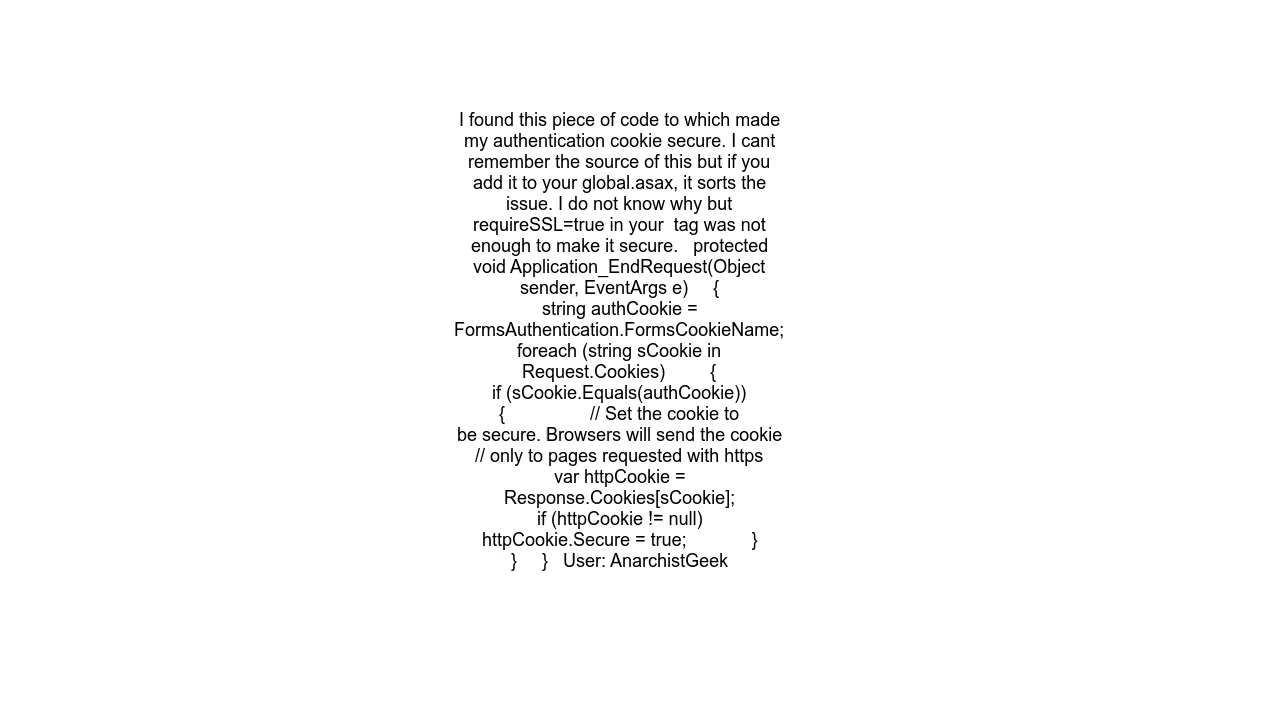 I found this piece of code to which made
my authentication cookie secure. I cant
remember the source of this but if you
add it to your global.asax, it sorts the
issue. I do not know why but
requireSSL=true in your  tag was not
enough to make it secure.   protected
void Application_EndRequest(Object
sender, EventArgs e)     {
string authCookie =
FormsAuthentication.FormsCookieName;
foreach (string sCookie in
Request.Cookies)         {
if (sCookie.Equals(authCookie))
{                 // Set the cookie to
be secure. Browsers will send the cookie
// only to pages requested with https
var httpCookie =
Response.Cookies[sCookie];
if (httpCookie != null)
httpCookie.Secure = true;             }
}     }   User: AnarchistGeek